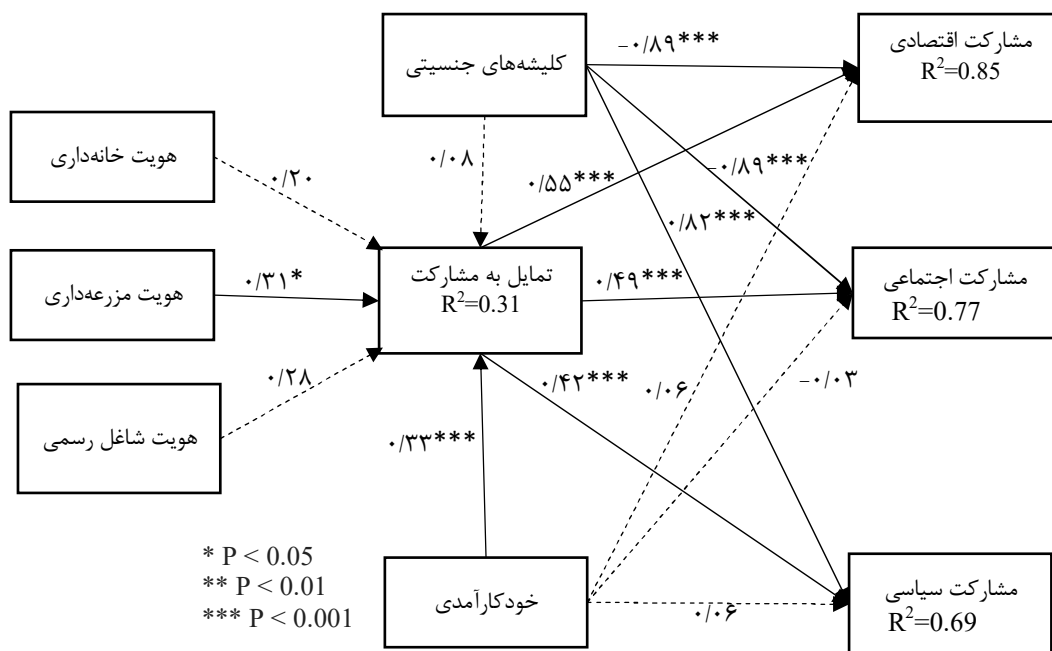 کلیشه‌های جنسیتی
مشارکت اقتصادی
R²=0.85
−۰/۸۹***
هویت خانه‌داری
۰/۲۰
۰/۰۸
۰/۵۵***
−۰/۸۹***
۰/۸۲***
هویت مزرعه‌داری
۰/۳۱*
تمایل به مشارکت
R²=0.31
۰/۴۹***
مشارکت اجتماعی
R²=0.77
هویت شاغل رسمی
۰/۲۸
۰/۴۲***
۰/۰۶
−۰/۰۳
۰/۳۳***
* P < 0.05
** P < 0.01
*** P < 0.001
خودکارآمدی
۰/۰۶
مشارکت سیاسی
R²=0.69